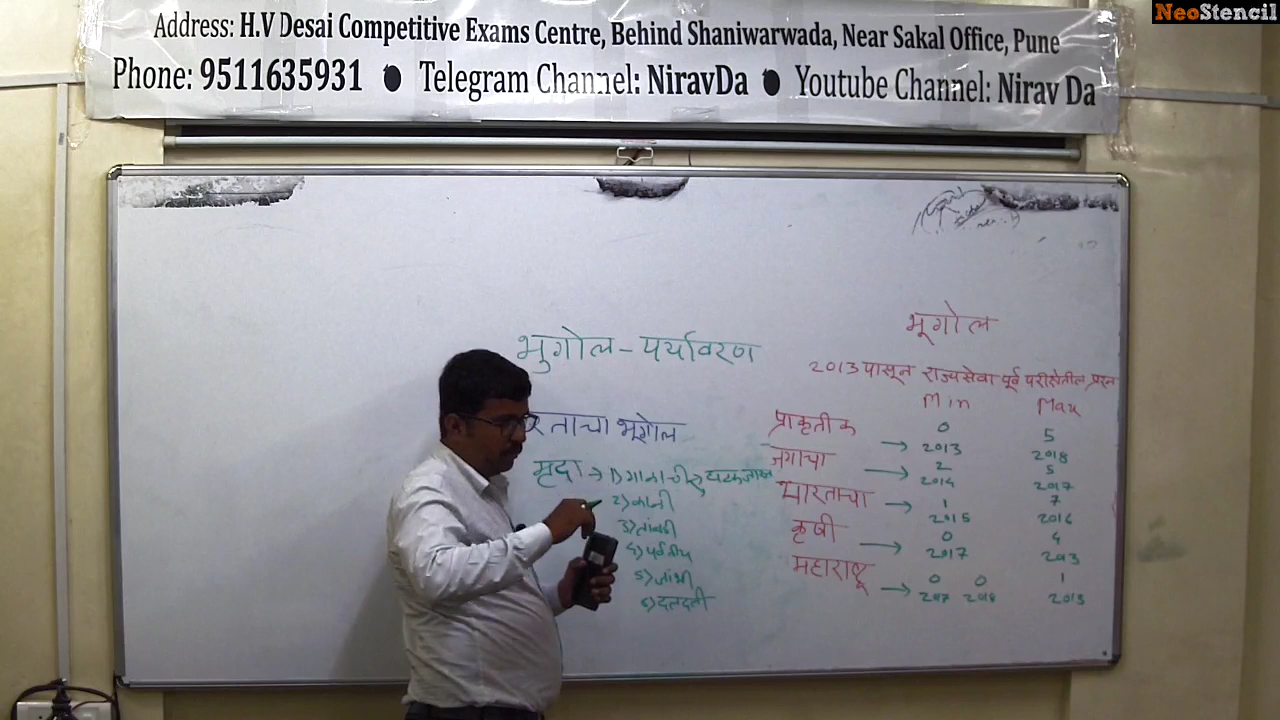 NeoStencil
Address: H.V Desai Competitive Exams Centre, Behind Shaniwarwada, Near Sakal Office, Pune
Phone: 9511635931 ● Telegram Channel: NiravDa ● Youtube Channel: Nirav Da
भुगोल - पर्यावरण
रताचा भूगोल
मृदा → 1) गाळाची
2) काळी
3) तांबडी
4) पर्वतीय
5) जांभी
6) दलदली
भूगोल
2013 पासून राज्यसेवा पूर्व परीक्षेतील प्रश्न
Min Max
प्राकृतीक → 0 2013 5 2018
जगाचा → 2 2014 5 2017
भारताचा → 1 2015 7 2016
कृषी → 0 2017 4 2013
महाराष्ट्र → 0 2017 0 2018 1 2013